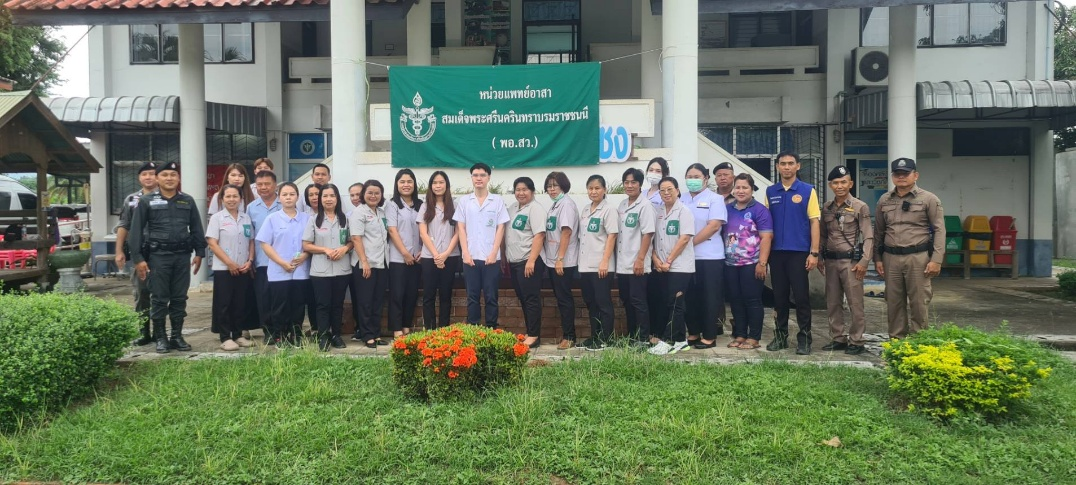 หน่วยแพทย์อาสา
สมเด็จพระศรีนครินทราบรมราชชนนี
( พอ.สว. )